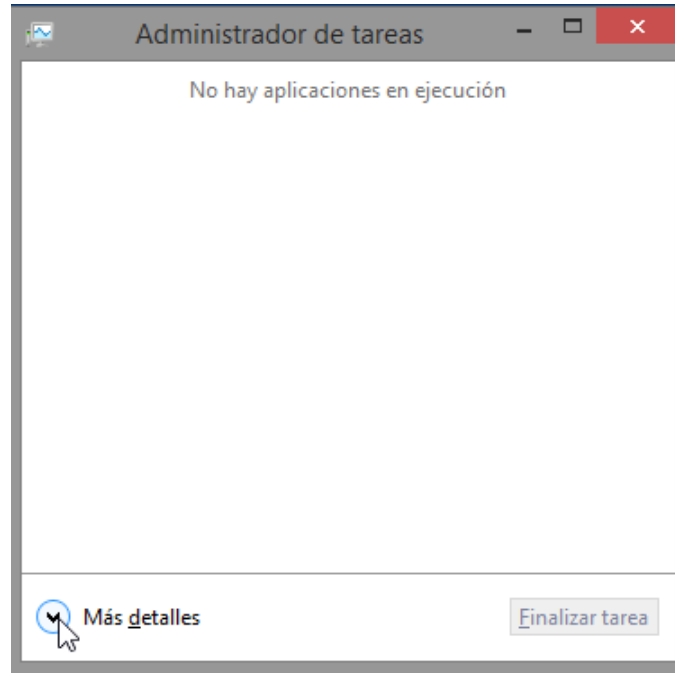 Administrador de tareas
No hay aplicaciones en ejecución
Más detalles
Finalizar tarea